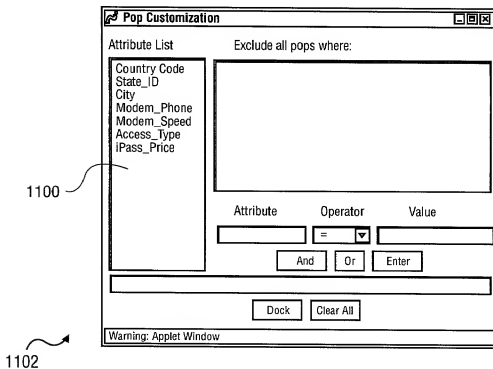 Pop Customization
Attribute List
Exclude all pops where:
Country Code
State_ID
City
Modem_Phone
Modem_Speed
Access_Type
iPass_Price
1100
Attribute Operator Value
=
And Or Enter
Dock Clear All
Warning: Applet Window
1102